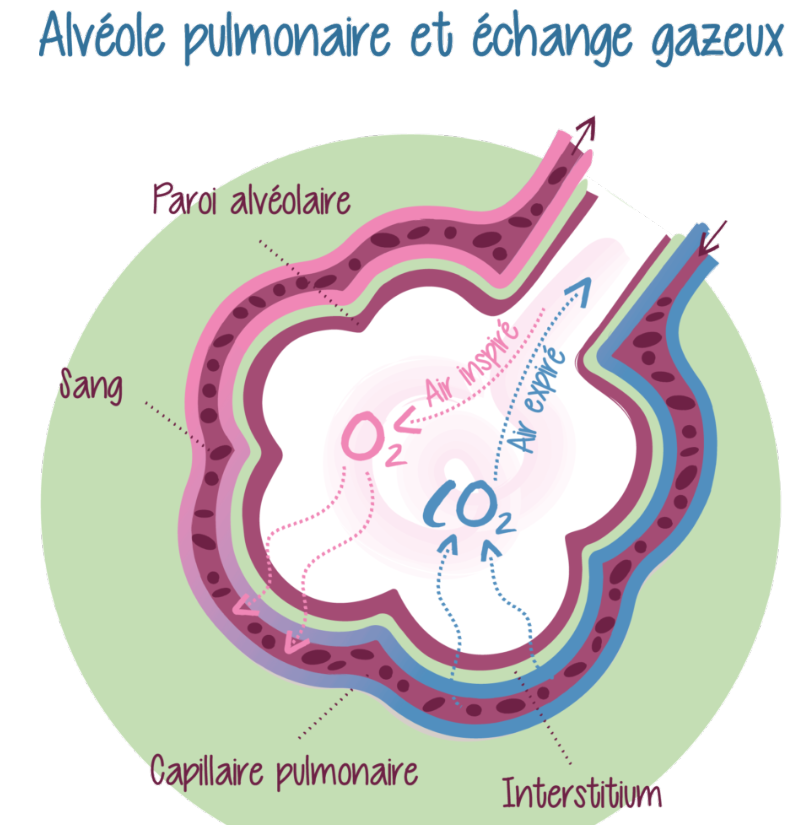 Alvéole pulmonaire et échange gazeux
Paroi alvéolaire
Sang
Air inspiré
Air expiré
O2
CO2
Capillaire pulmonaire
Interstitium